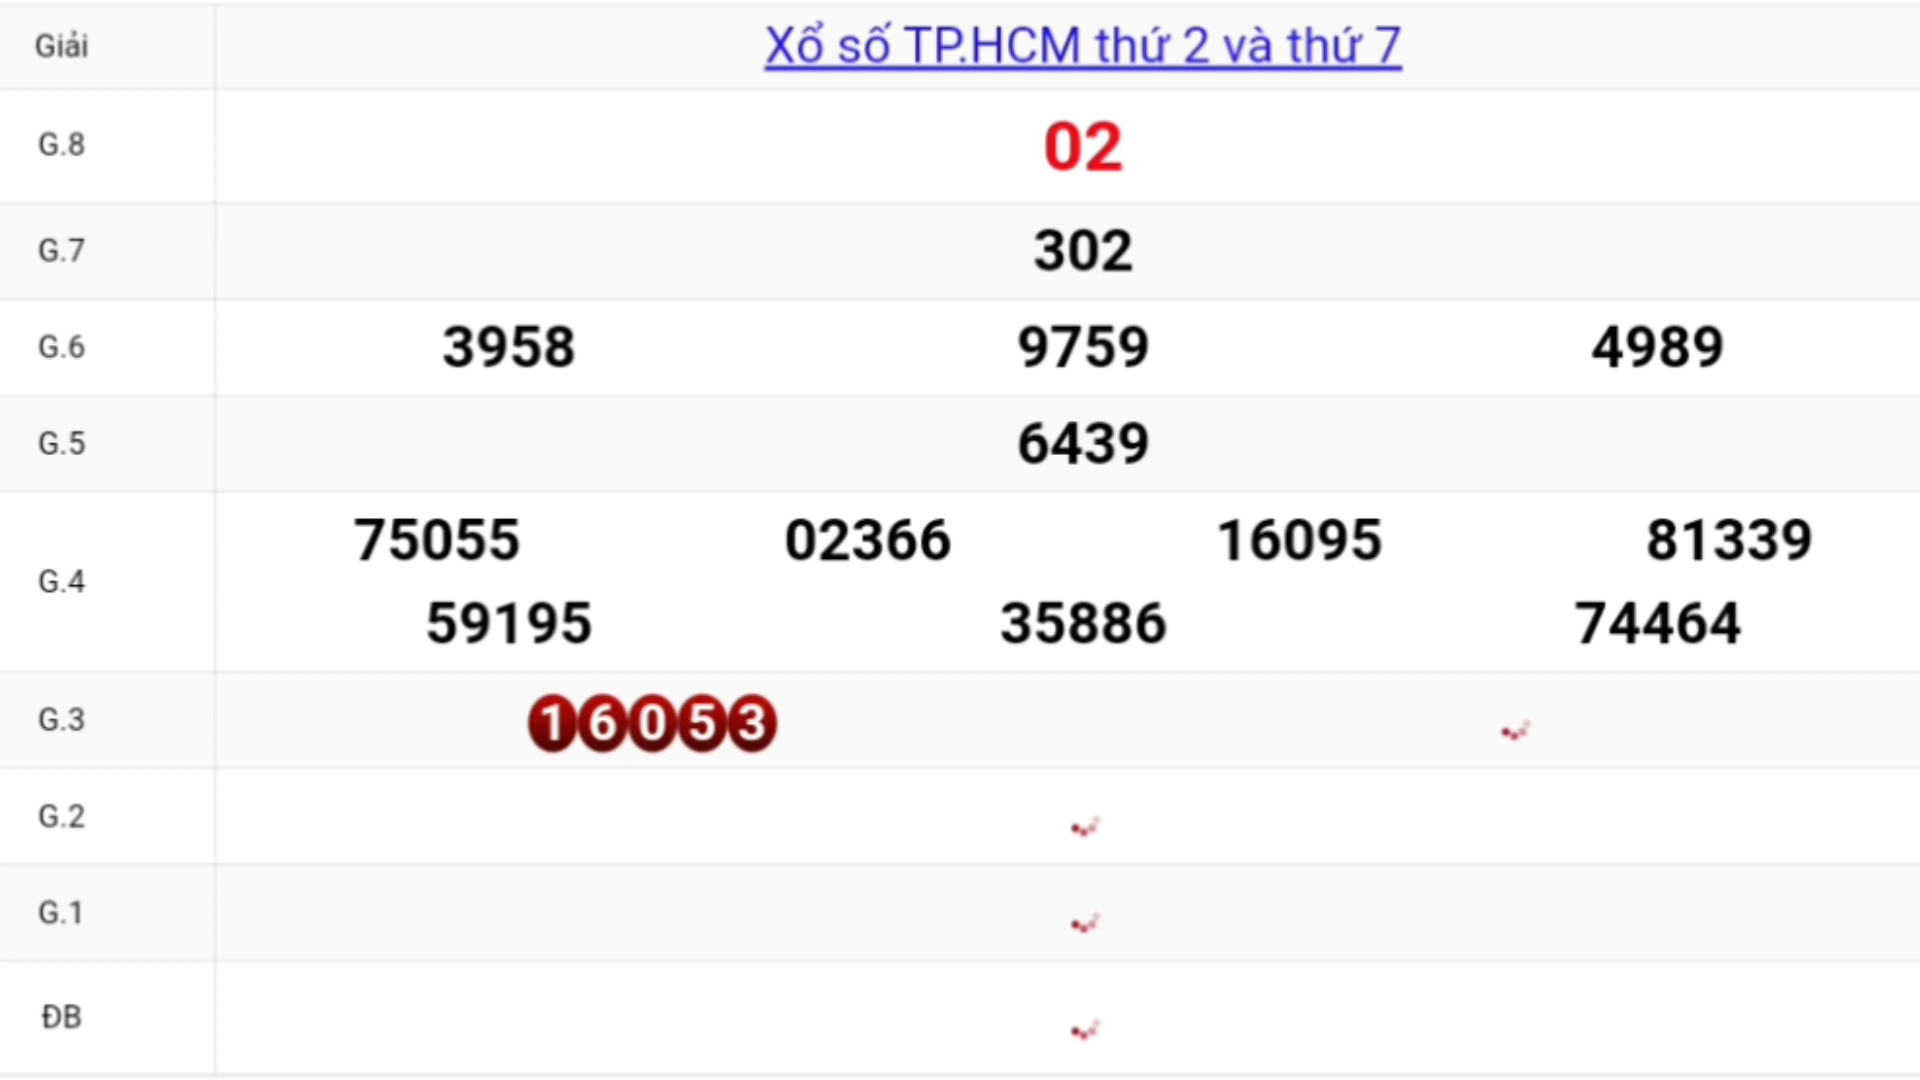 Giải Xổ số TP.HCM thứ 2 và thứ 7
G.8 02
G.7 302
G.6 3958 9759 4989
G.5 6439
G.4 75055 02366 16095 81339
59195 35886 74464
G.3 16053
G.2
G.1
ĐB